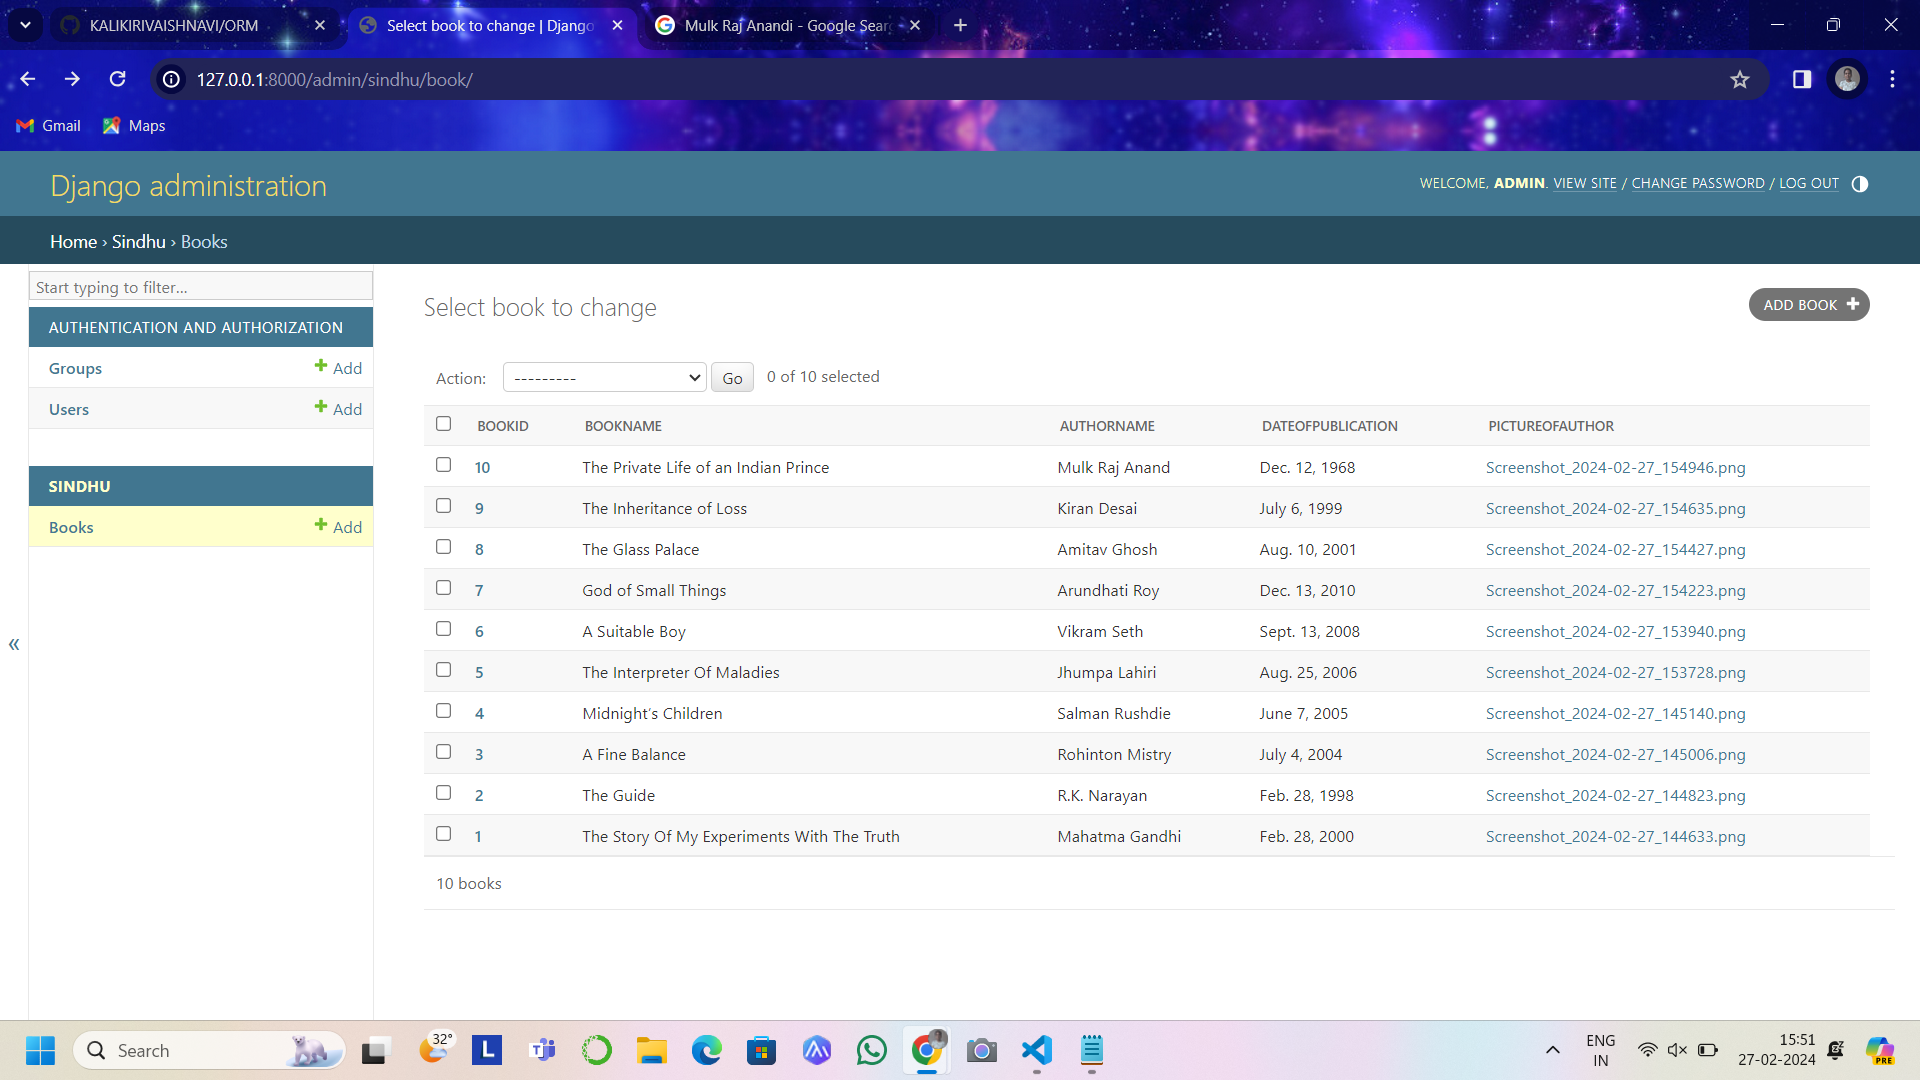 KALIKIRIVAISHNAVI/ORM
Select book to change | Django
Mulk Raj Anandi - Google Sear
127.0.0.1:8000/admin/sindhu/book/
Gmail Maps
Django administration
WELCOME, ADMIN. VIEW SITE / CHANGE PASSWORD / LOG OUT
Home › Sindhu › Books
Start typing to filter...
AUTHENTICATION AND AUTHORIZATION
Groups + Add
Users + Add
SINDHU
Books + Add
«
Select book to change
ADD BOOK +
Action: --------- Go 0 of 10 selected
BOOKID BOOKNAME AUTHORNAME DATEOFPUBLICATION PICTUREOFAUTHOR
10 The Private Life of an Indian Prince Mulk Raj Anand Dec. 12, 1968 Screenshot_2024-02-27_154946.png
9 The Inheritance of Loss Kiran Desai July 6, 1999 Screenshot_2024-02-27_154635.png
8 The Glass Palace Amitav Ghosh Aug. 10, 2001 Screenshot_2024-02-27_154427.png
7 God of Small Things Arundhati Roy Dec. 13, 2010 Screenshot_2024-02-27_154223.png
6 A Suitable Boy Vikram Seth Sept. 13, 2008 Screenshot_2024-02-27_153940.png
5 The Interpreter Of Maladies Jhumpa Lahiri Aug. 25, 2006 Screenshot_2024-02-27_153728.png
4 Midnight's Children Salman Rushdie June 7, 2005 Screenshot_2024-02-27_145140.png
3 A Fine Balance Rohinton Mistry July 4, 2004 Screenshot_2024-02-27_145006.png
2 The Guide R.K. Narayan Feb. 28, 1998 Screenshot_2024-02-27_144823.png
1 The Story Of My Experiments With The Truth Mahatma Gandhi Feb. 28, 2000 Screenshot_2024-02-27_144633.png
10 books
Search
32°
L
ENG
IN
15:51
27-02-2024
PRE